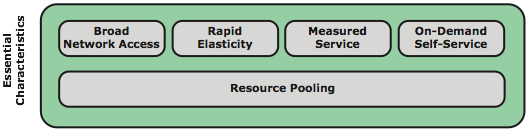 Essential
Characteristics
Broad
Network Access
Rapid
Elasticity
Measured
Service
On-Demand
Self-Service
Resource Pooling